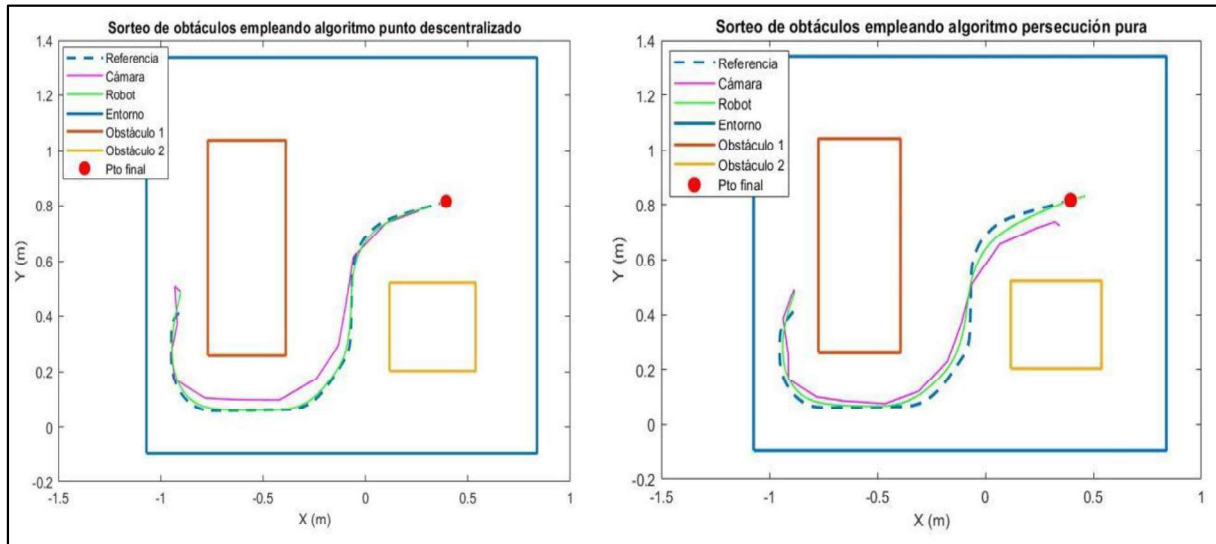 Sorteo de obtáculos empleando algoritmo punto descentralizado
1.4
1.2
1
0.8
0.6
0.4
0.2
0
-0.2
Y (m)
Referencia
Cámara
Robot
Entorno
Obstáculo 1
Obstáculo 2
Pto final
-1.5
-1
-0.5
0
0.5
1
X (m)
Sorteo de obtáculos empleando algoritmo persecución pura
1.4
1.2
1
0.8
0.6
0.4
0.2
0
-0.2
Y (m)
Referencia
Cámara
Robot
Entorno
Obstáculo 1
Obstáculo 2
Pto final
-1.5
-1
-0.5
0
0.5
1
X (m)